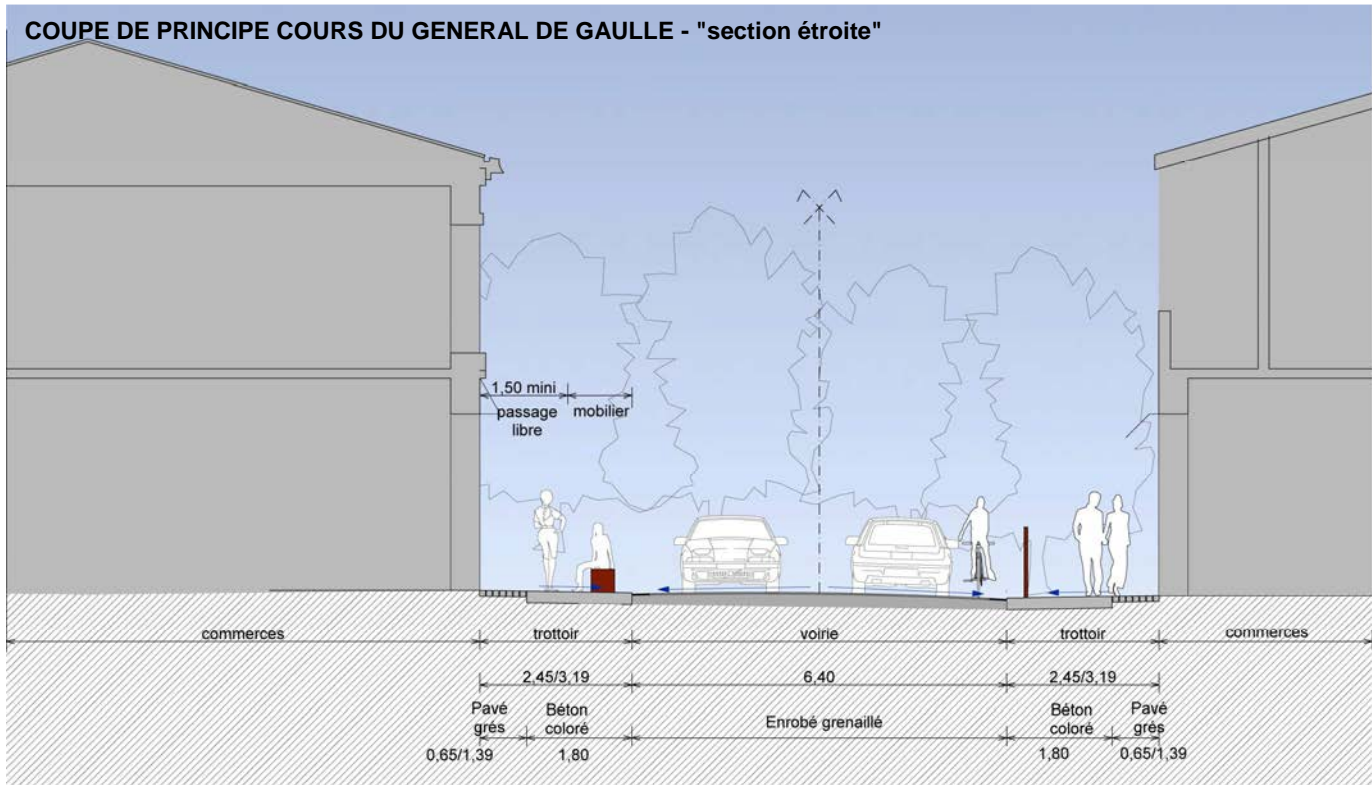 COUPE DE PRINCIPE COURS DU GENERAL DE GAULLE - "section étroite"
1,50 mini
passage
libre
mobilier
commerces
trottoir
voirie
trottoir
commerces
2,45/3,19
6,40
2,45/3,19
Pavé
grés
Béton
coloré
Enrobé grenaillé
Béton
coloré
Pavé
grés
0,65/1,39
1,80
1,80
0,65/1,39